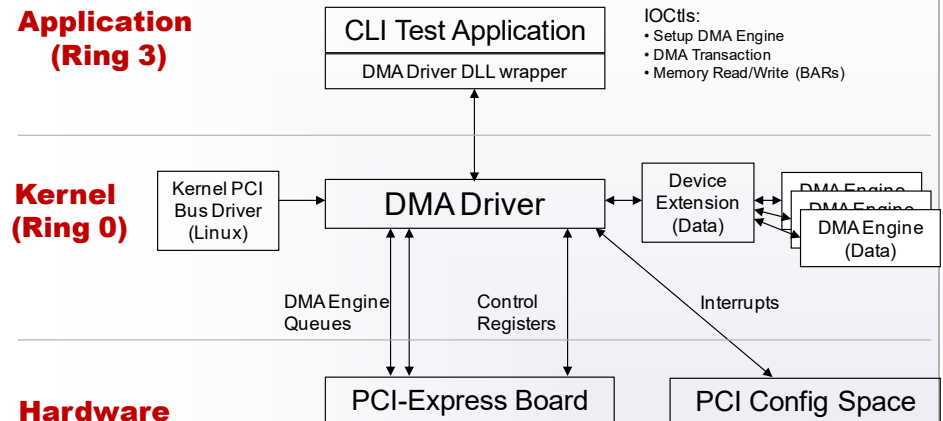 Application
(Ring 3)
CLI Test Application
DMA Driver DLL wrapper
IOCtls:
• Setup DMA Engine
• DMA Transaction
• Memory Read/Write (BARs)
Kernel
(Ring 0)
Kernel PCI
Bus Driver
(Linux)
DMA Driver
Device
Extension
(Data)
DMA Engine
DMA Engine
DMA Engine
(Data)
DMA Engine
Queues
Control
Registers
Interrupts
Hardware
PCI-Express Board
PCI Config Space